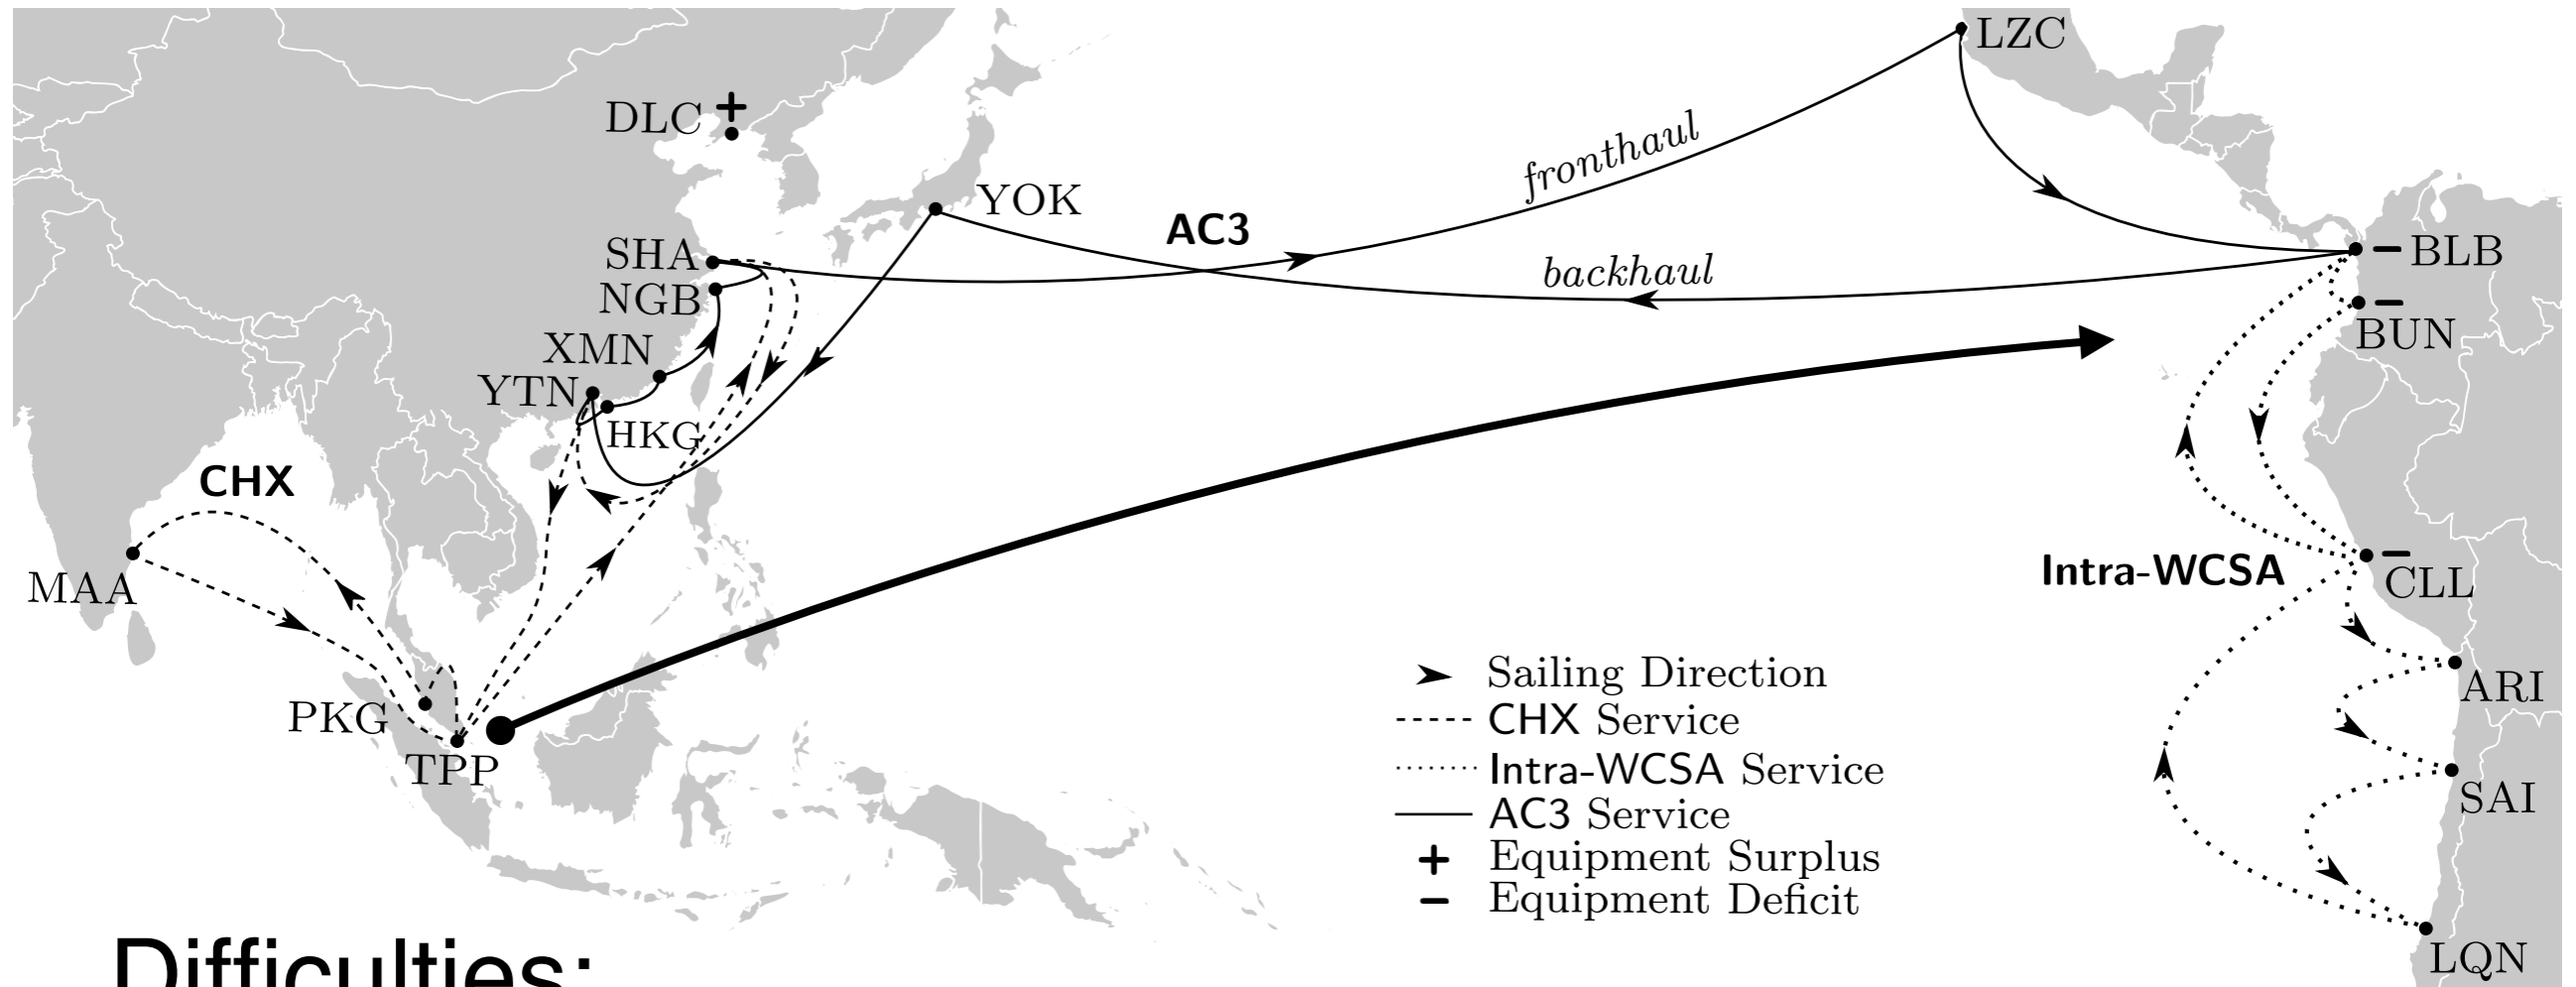 LZC
DLC +
fronthaul
YOK
AC3
SHA
backhaul
– BLB
NGB
–
BUN
XMN
YTN
HKG
CHX
Intra-WCSA
–
CLL
MAA
Sailing Direction
ARI
PKG
CHX Service
TPP
Intra-WCSA Service
SAI
AC3 Service
+ Equipment Surplus
– Equipment Deficit
LQN
Difficulties: